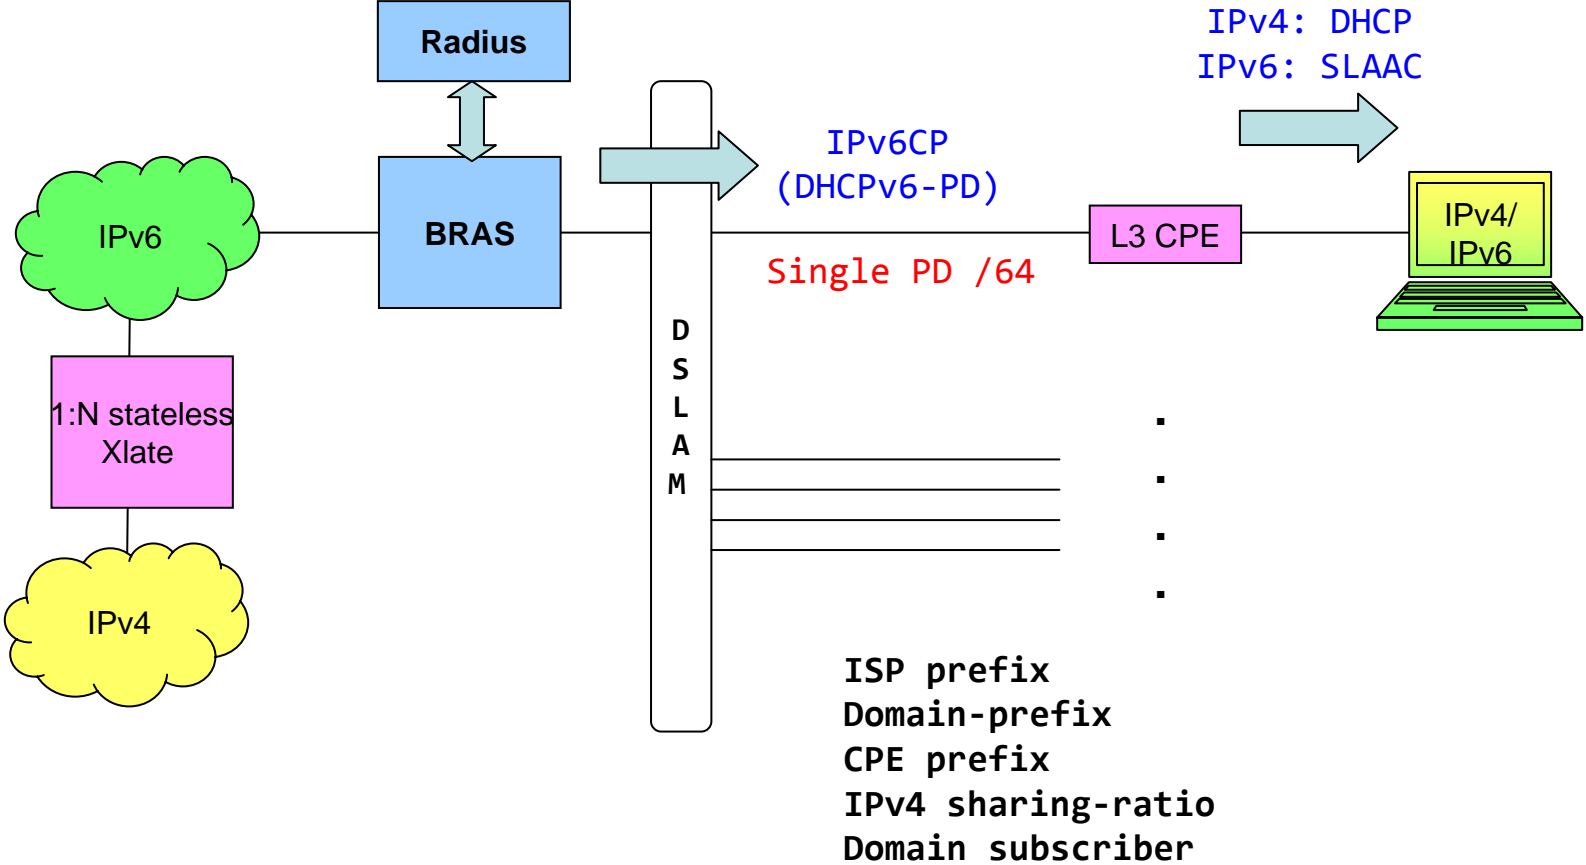 Radius
IPv4: DHCP
IPv6: SLAAC
IPv6CP
(DHCPv6-PD)
IPv6
BRAS
L3 CPE
IPv4/
IPv6
Single PD /64
D
S
L
A
M
1:N stateless
Xlate
IPv4
ISP prefix
Domain-prefix
CPE prefix
IPv4 sharing-ratio
Domain subscriber